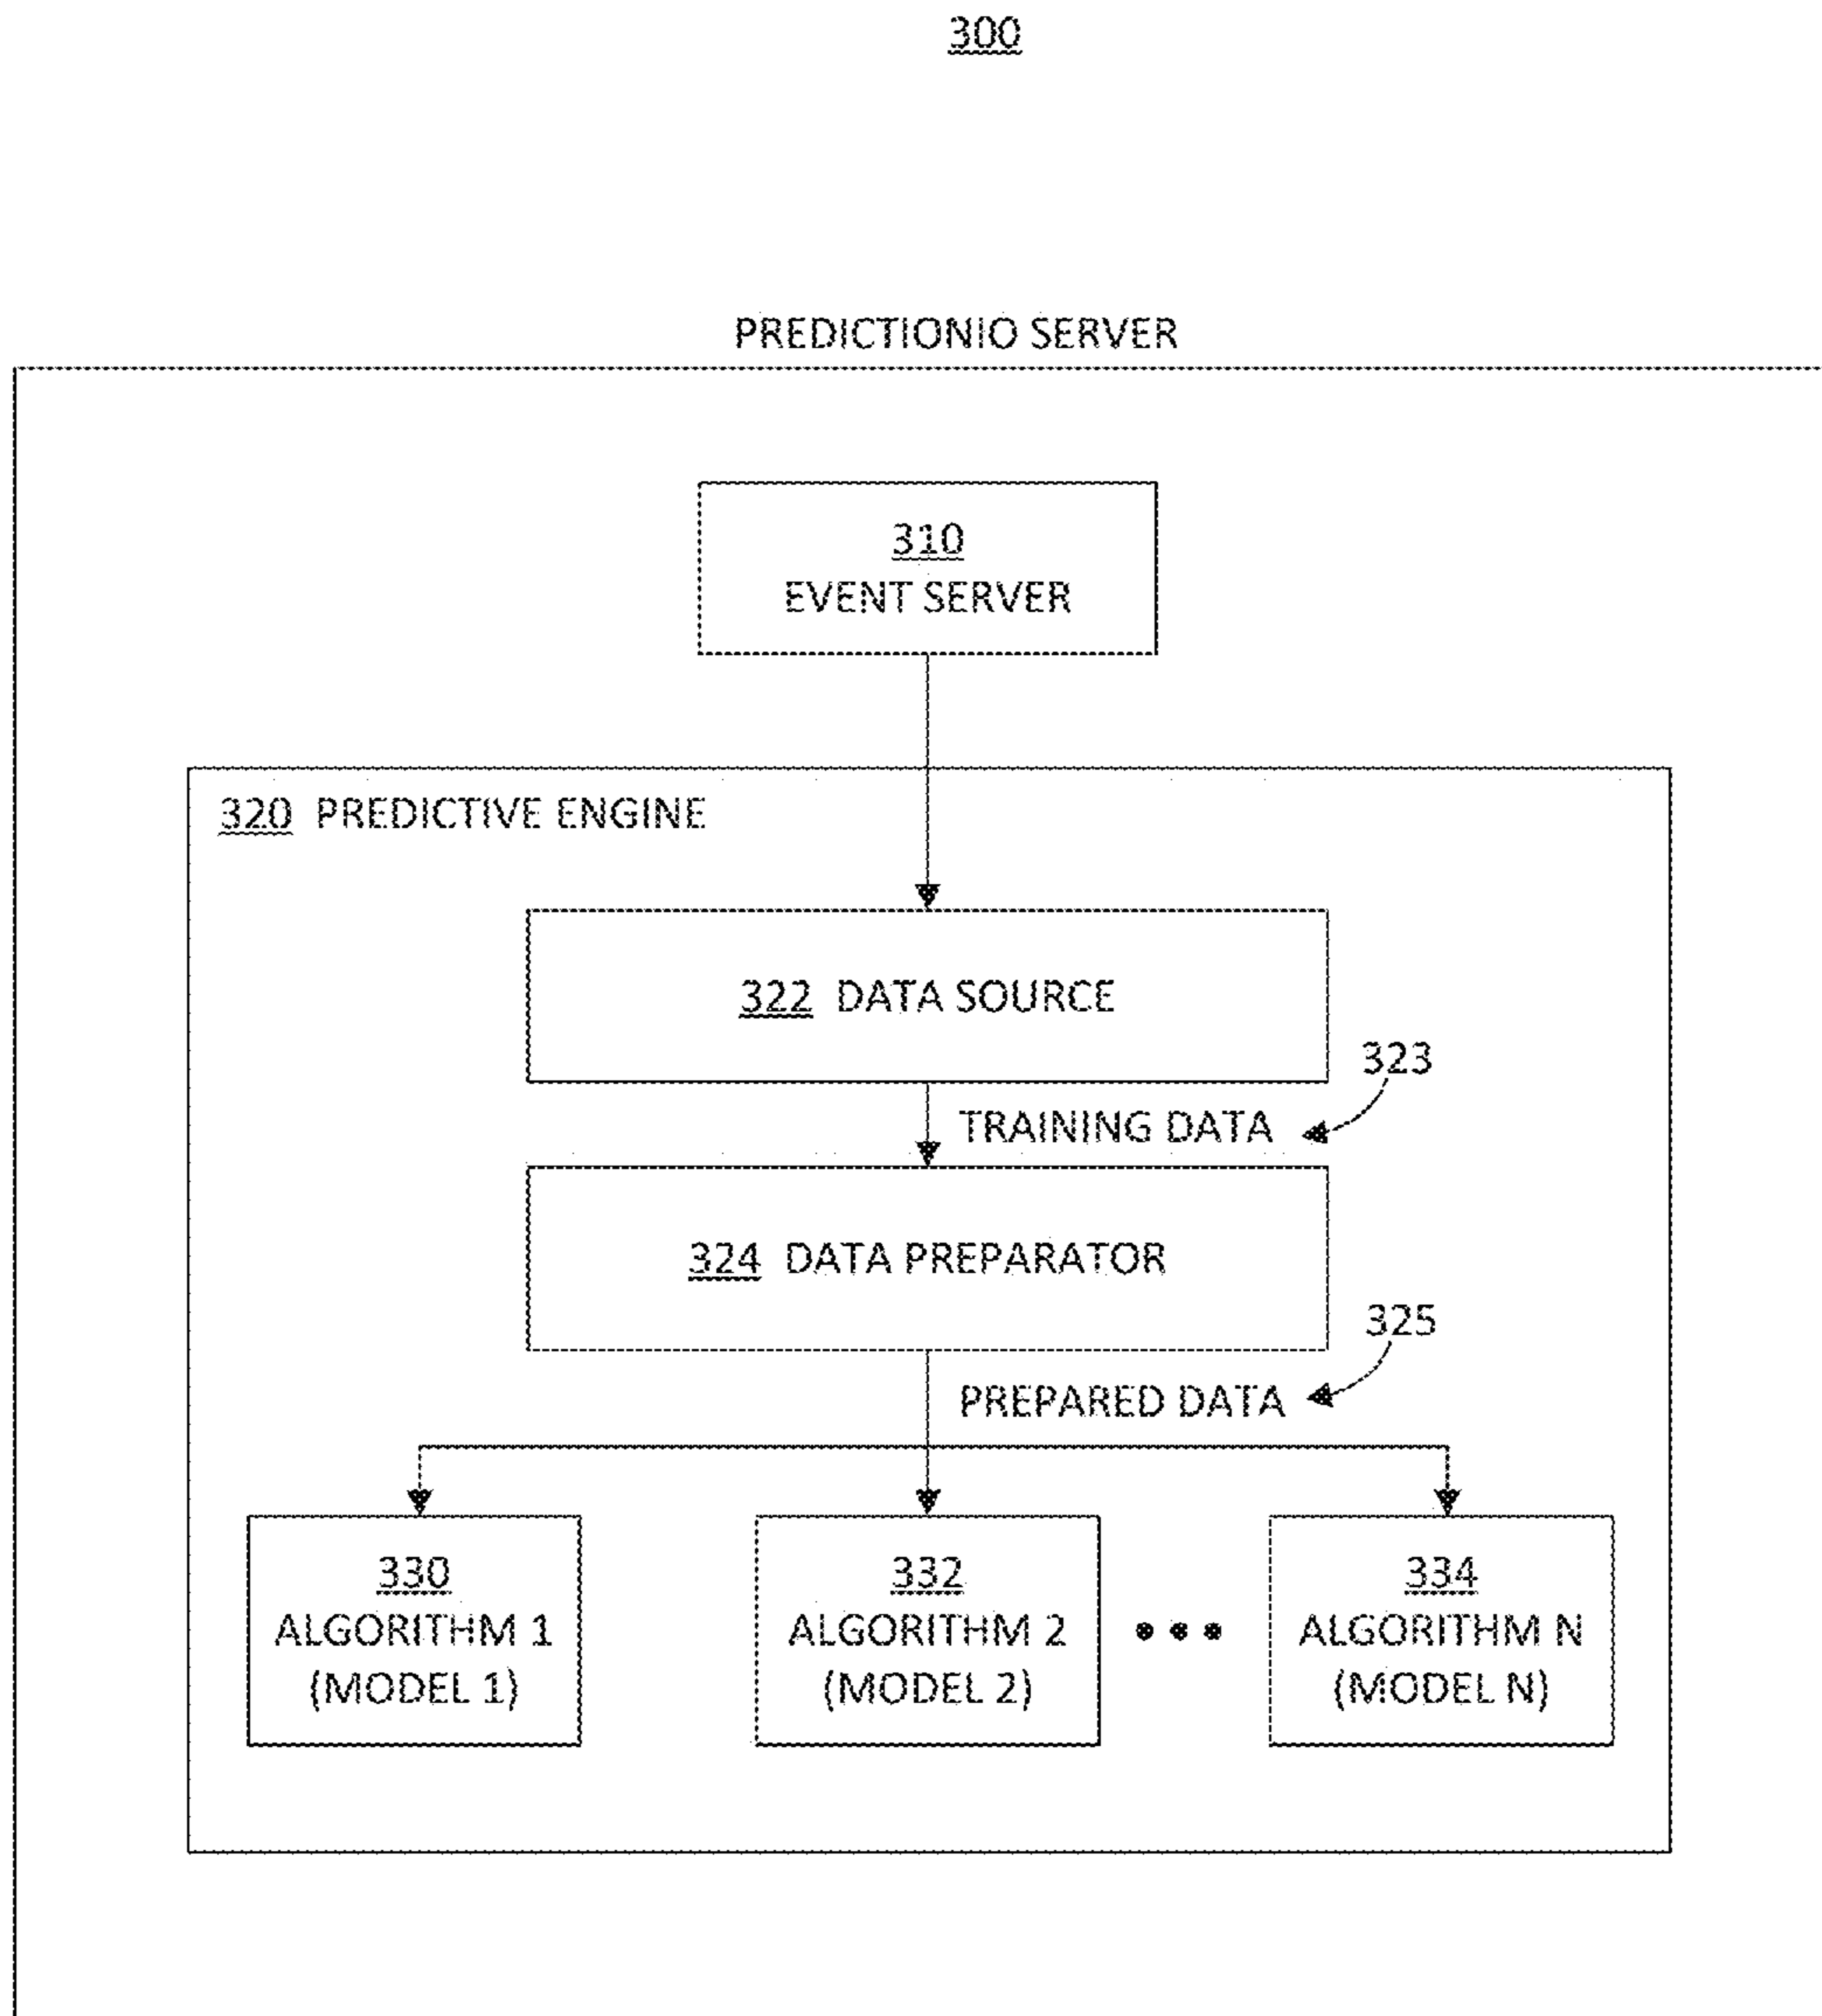 300
PREDICTIONIO SERVER
310
EVENT SERVER
320 PREDICTIVE ENGINE
322 DATA SOURCE
323
TRAINING DATA
324 DATA PREPARATOR
325
PREPARED DATA
330
ALGORITHM 1
(MODEL 1)
332
ALGORITHM 2
(MODEL 2)
334
ALGORITHM N
(MODEL N)